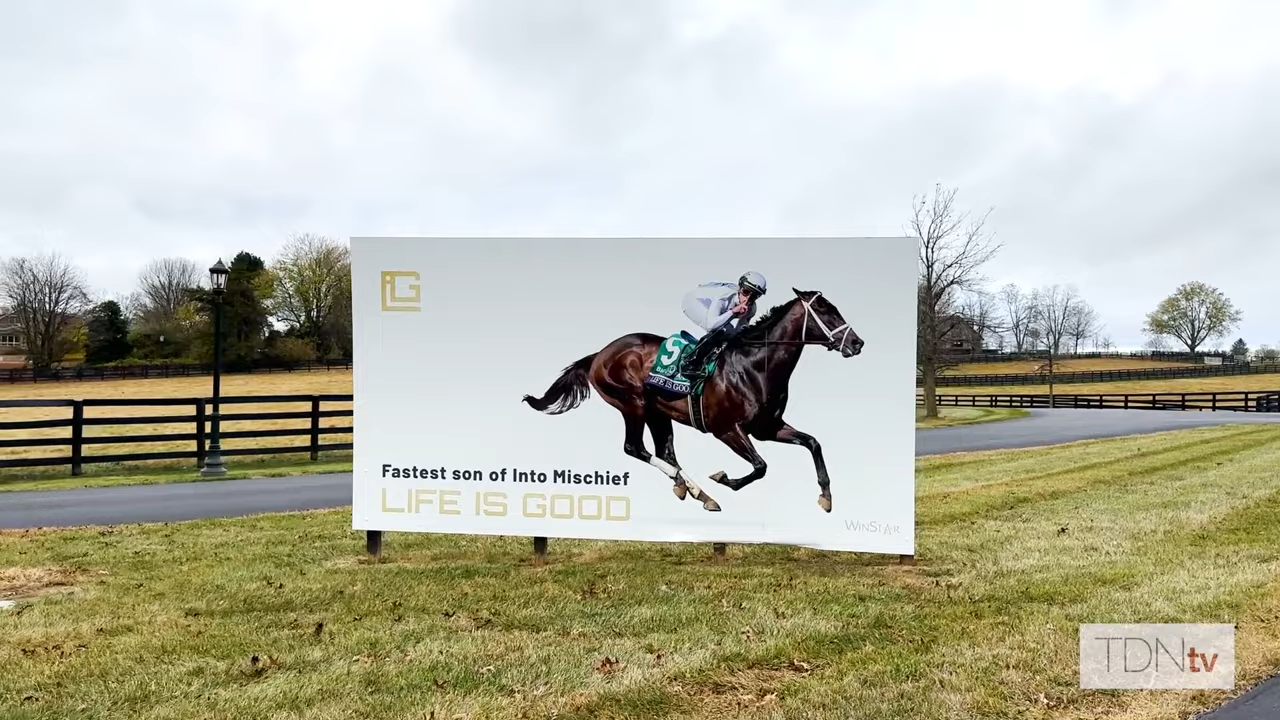 LG
5
LIFE IS GOOD
Fastest son of Into Mischief
LIFE IS GOOD
WINSTAR
TDNtv